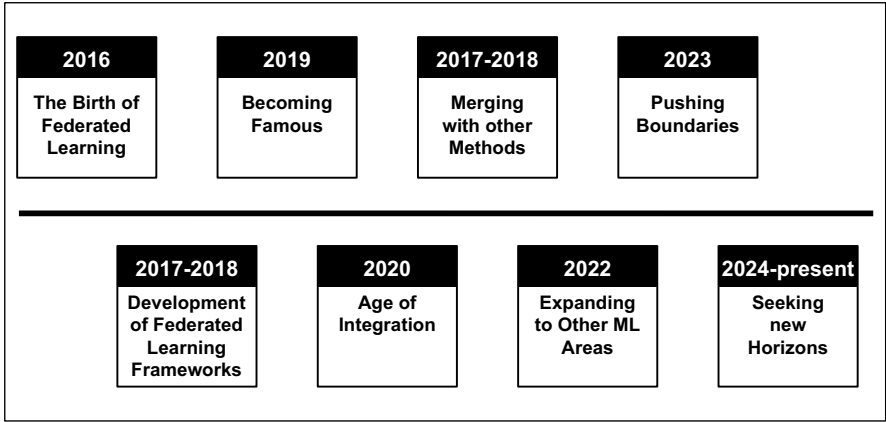 2016
The Birth of
Federated
Learning
2019
Becoming
Famous
2017-2018
Merging
with other
Methods
2023
Pushing
Boundaries
2017-2018
Development
of Federated
Learning
Frameworks
2020
Age of
Integration
2022
Expanding
to Other ML
Areas
2024-present
Seeking
new
Horizons